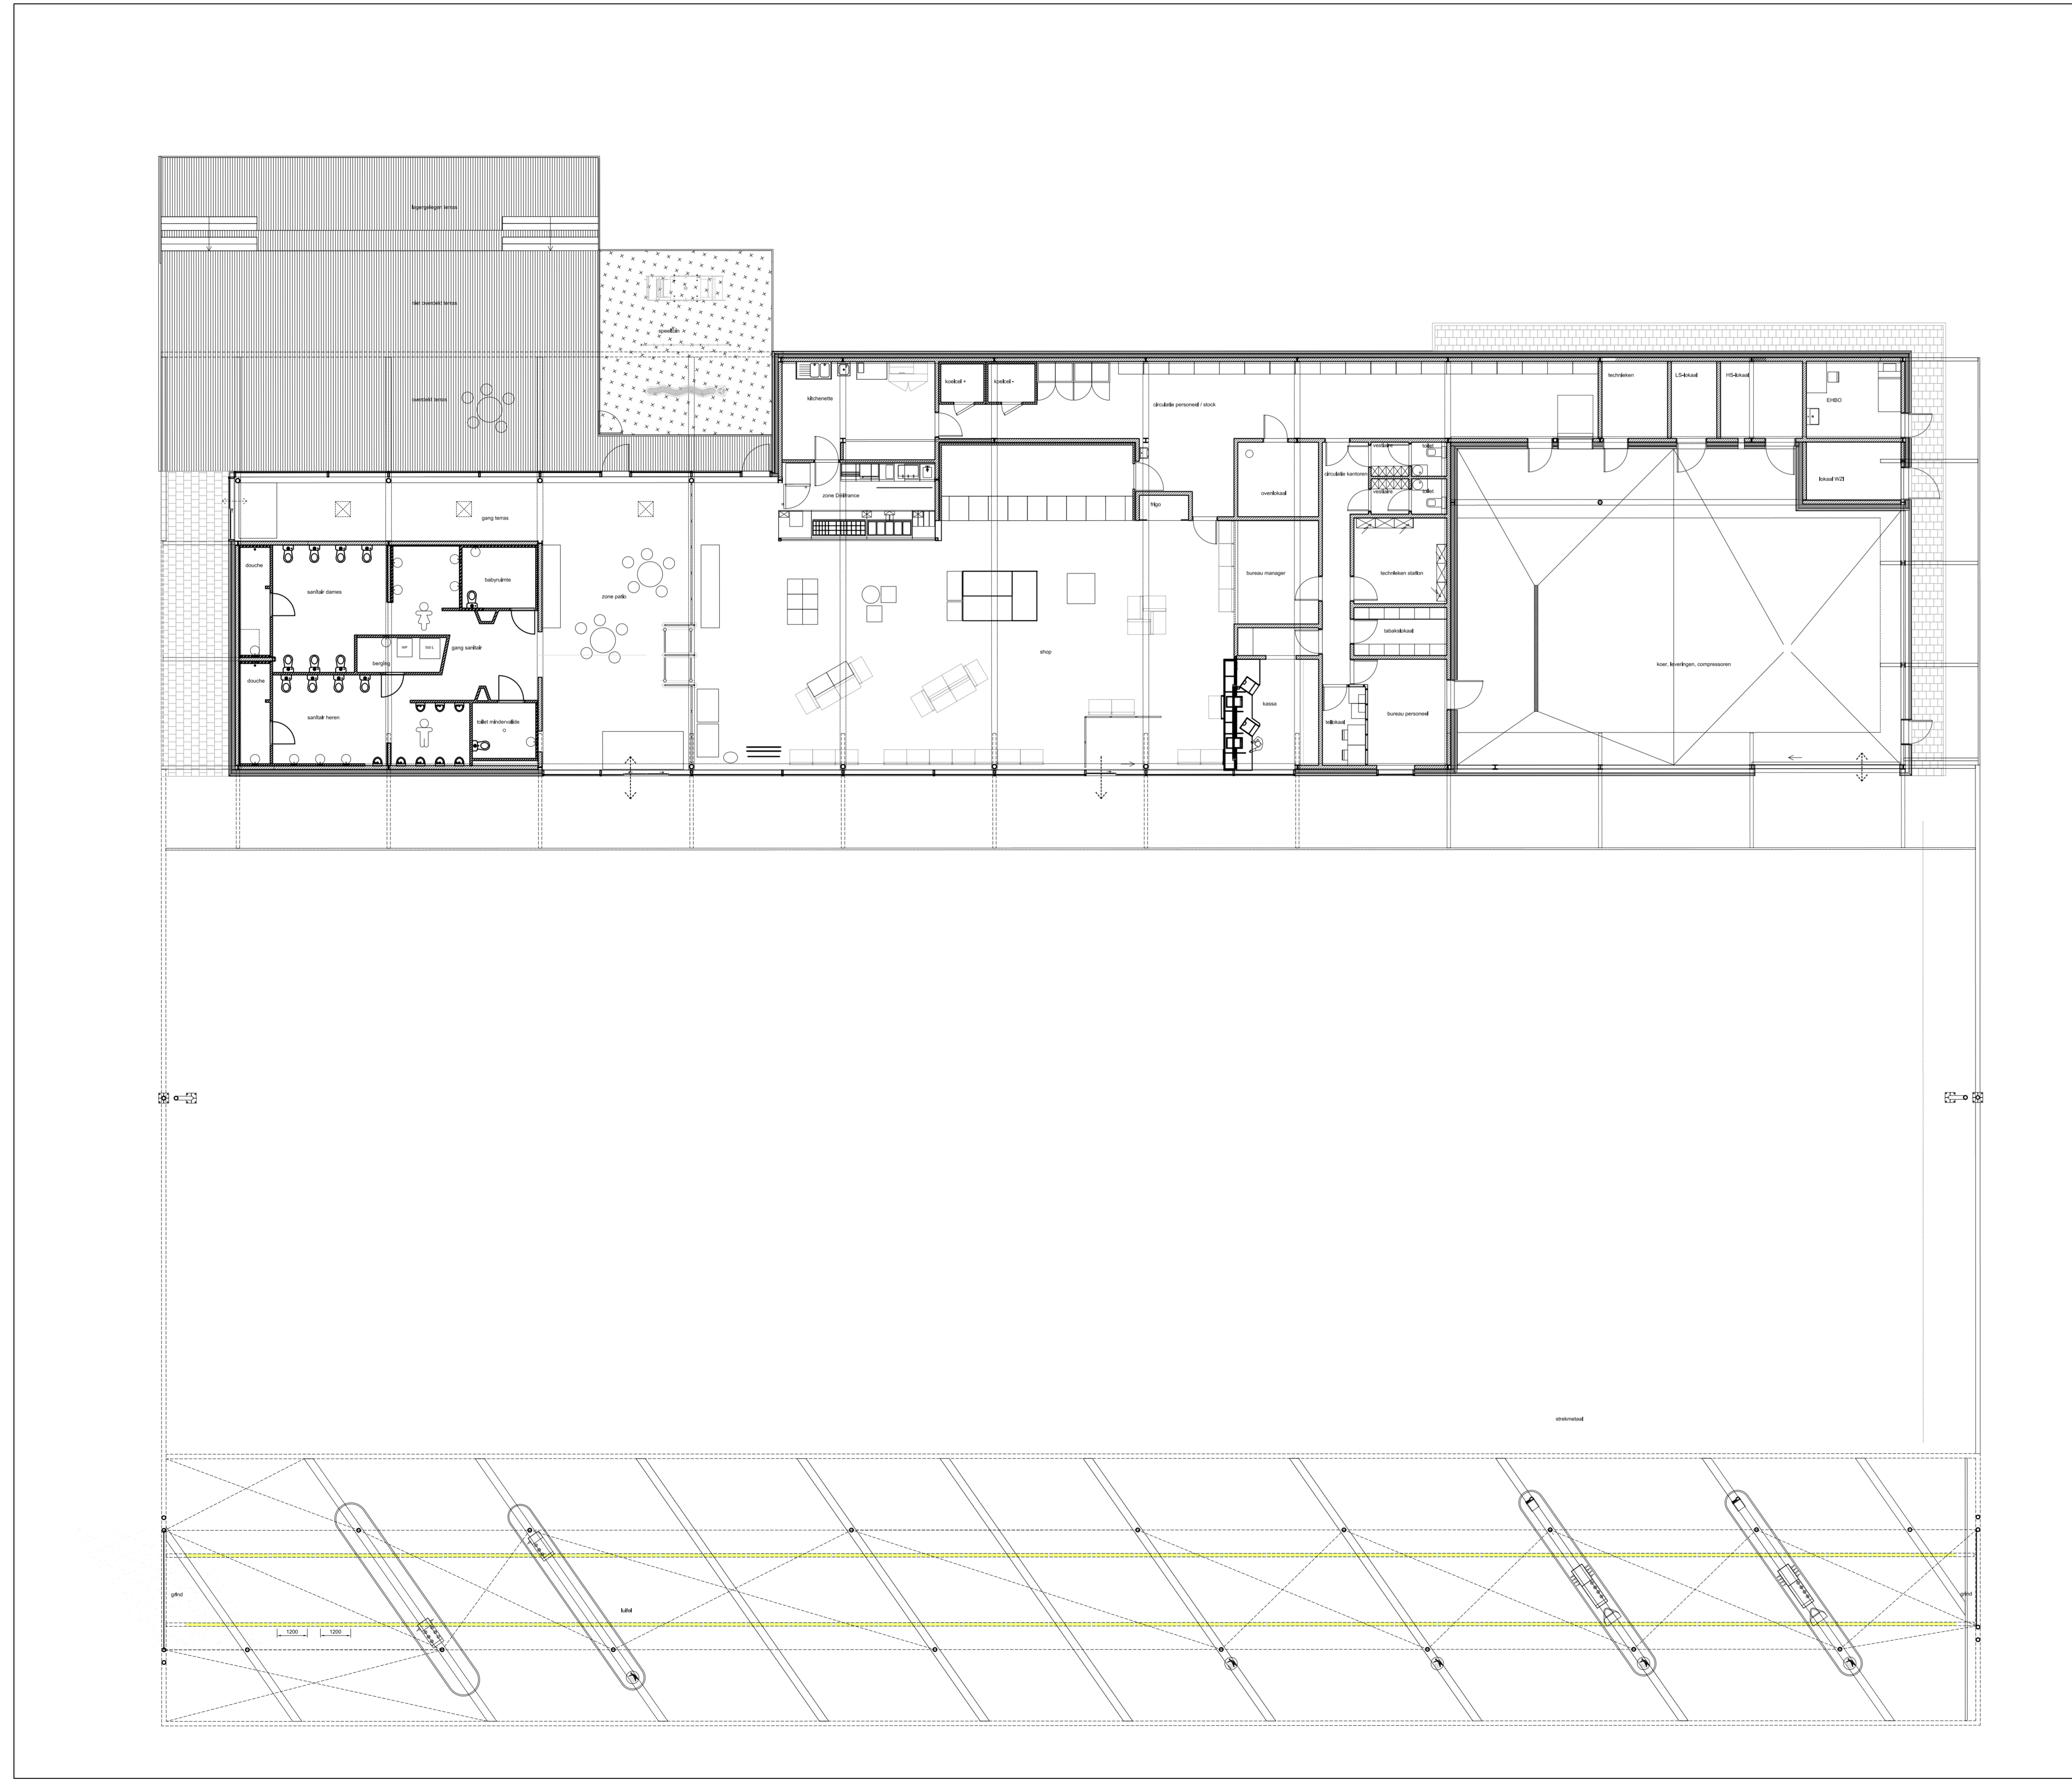 lagergelegen terras
niet overdekt terras
speeltuin
overdekt terras
kitchenette
koelcel +
koelcel -
circulatie personeel / stock
technieken
LS-lokaal
HS-lokaal
EHBO
vestiaire
toilet
circulatie kantoren
lokaal WZI
ovenlokaal
vestiaire
toilet
zone Délifrance
frigo
gang terras
douche
babyruimte
bureau manager
technieken station
sanitair dames
zone patio
tabakslokaal
gang sanitair
shop
berging
koer, leveringen, compressoren
douche
kassa
sanitair heren
toilet mindervalide
tellokaal
bureau personeel
strekmetaal
grind
grind
luifel
1200
1200